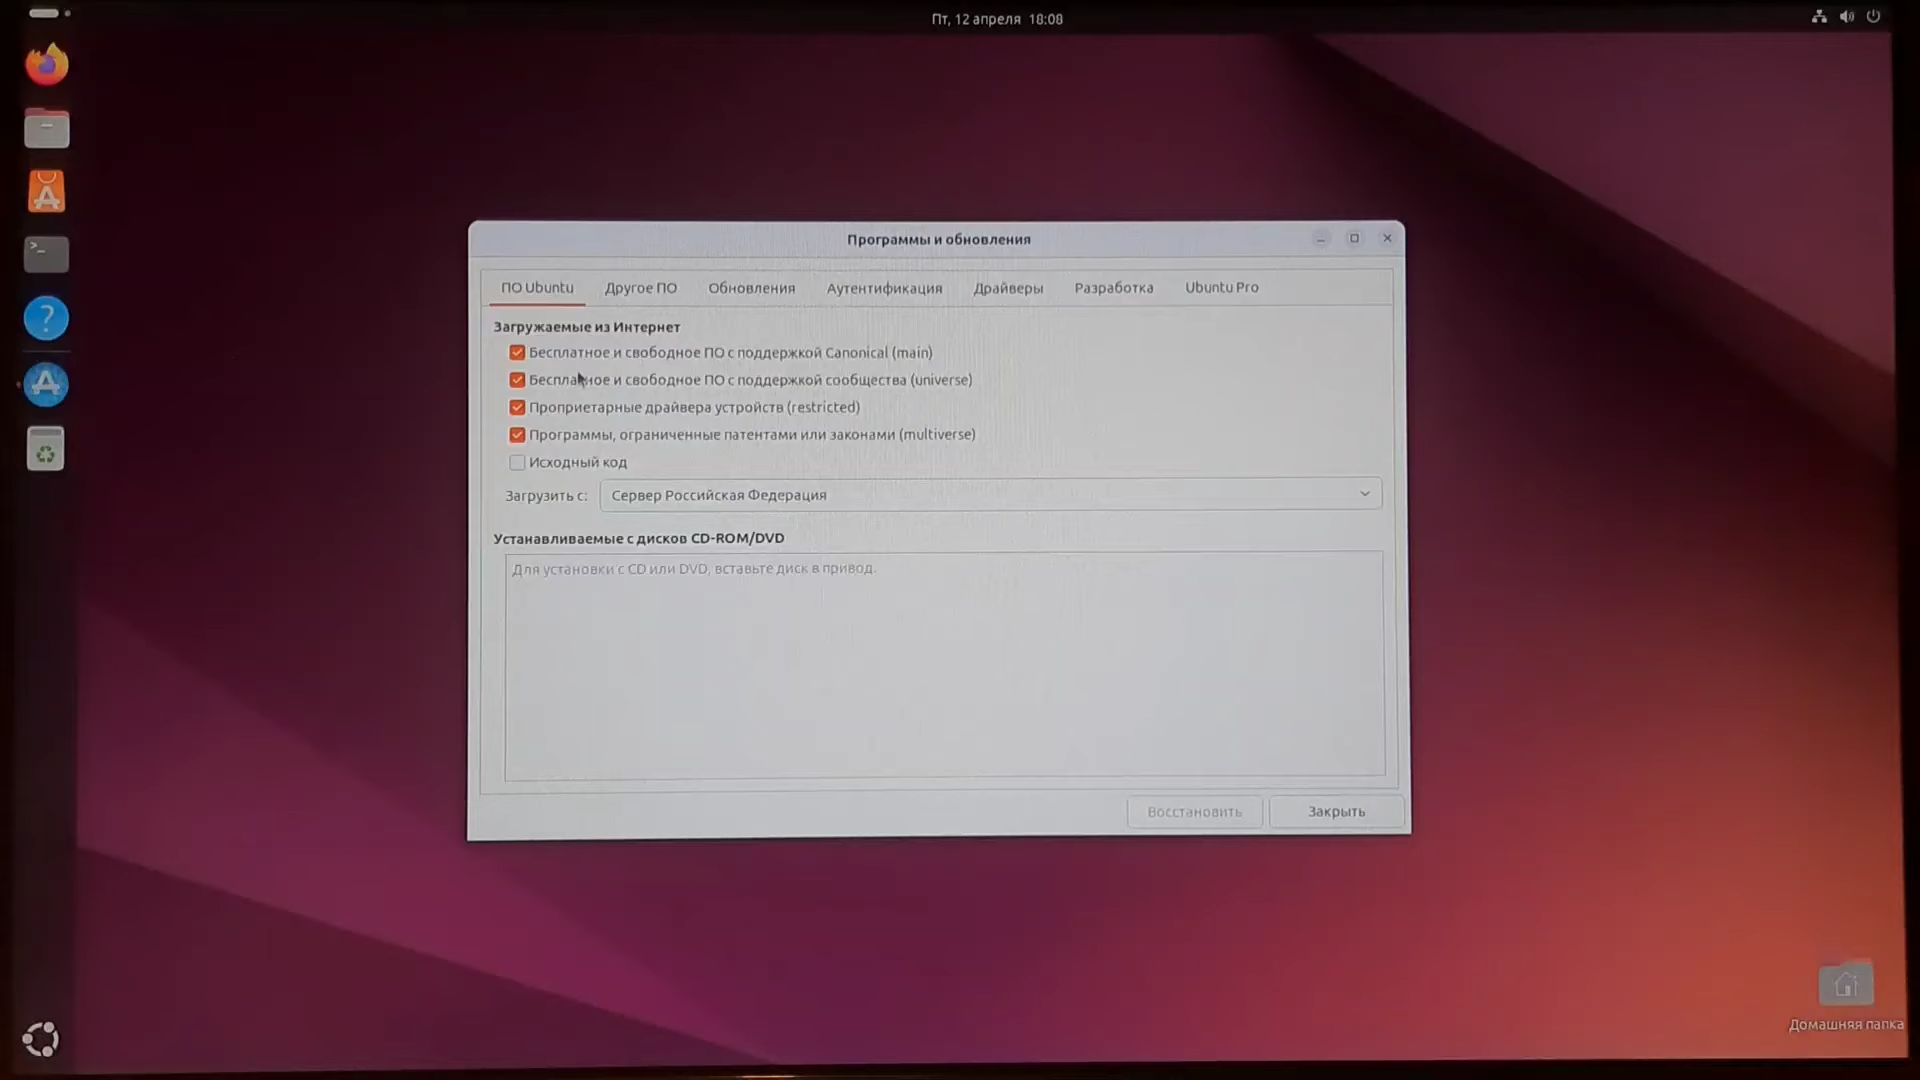 Пт, 12 апреля 18:08
Программы и обновления
ПО Ubuntu Другое ПО Обновления Аутентификация Драйверы Разработка Ubuntu Pro
Загружаемые из Интернет
Бесплатное и свободное ПО с поддержкой Canonical (main)
Бесплатное и свободное ПО с поддержкой сообщества (universe)
Проприетарные драйвера устройств (restricted)
Программы, ограниченные патентами или законами (multiverse)
Исходный код
Загрузить с: Сервер Российская Федерация
Устанавливаемые с дисков CD-ROM/DVD
Для установки с CD или DVD, вставьте диск в привод.
Восстановить Закрыть
Домашняя папка